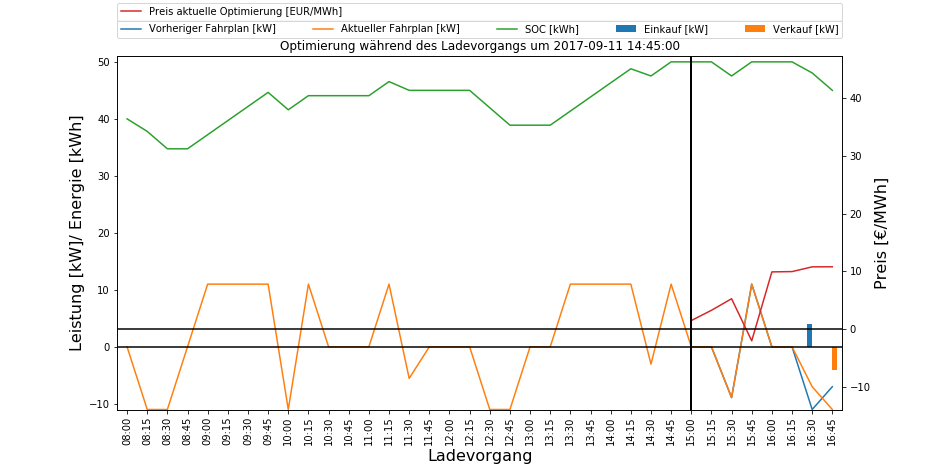 Preis aktuelle Optimierung [EUR/MWh]
Vorheriger Fahrplan [kW] Aktueller Fahrplan [kW] SOC [kWh] Einkauf [kW] Verkauf [kW]
Optimierung während des Ladevorgangs um 2017-09-11 14:45:00
Leistung [kW]/ Energie [kWh]
50
40
30
20
10
0
−10
40
30
20
10
0
−10
Preis [€/MWh]
08:00 08:15 08:30 08:45 09:00 09:15 09:30 09:45 10:00 10:15 10:30 10:45 11:00 11:15 11:30 11:45 12:00 12:15 12:30 12:45 13:00 13:15 13:30 13:45 14:00 14:15 14:30 14:45 15:00 15:15 15:30 15:45 16:00 16:15 16:30 16:45
Ladevorgang